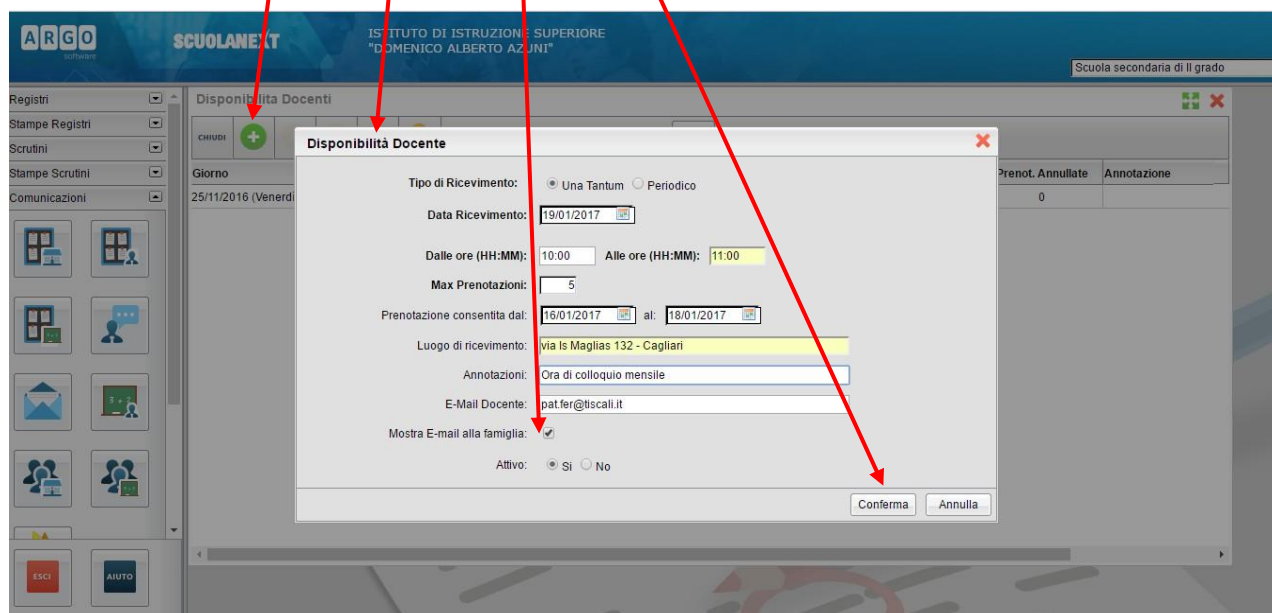 ARGO
software
SCUOLANEXT
ISTITUTO DI ISTRUZIONE SUPERIORE
"DOMENICO ALBERTO AZUNI"
Scuola secondaria di II grado
Registri
Stampe Registri
Scrutini
Stampe Scrutini
Comunicazioni
Disponibilita Docenti
CHIUDI
Giorno
Prenot. Annullate
Annotazione
25/11/2016 (Venerdì
0
Disponibilità Docente
Tipo di Ricevimento: Una Tantum Periodico
Data Ricevimento: 19/01/2017
Dalle ore (HH:MM): 10:00 Alle ore (HH:MM): 11:00
Max Prenotazioni: 5
Prenotazione consentita dal: 16/01/2017 al: 18/01/2017
Luogo di ricevimento: via Is Maglias 132 - Cagliari
Annotazioni: Ora di colloquio mensile
E-Mail Docente: pat.fer@tiscali.it
Mostra E-mail alla famiglia:
Attivo: Si No
Conferma Annulla
ESCI
AIUTO